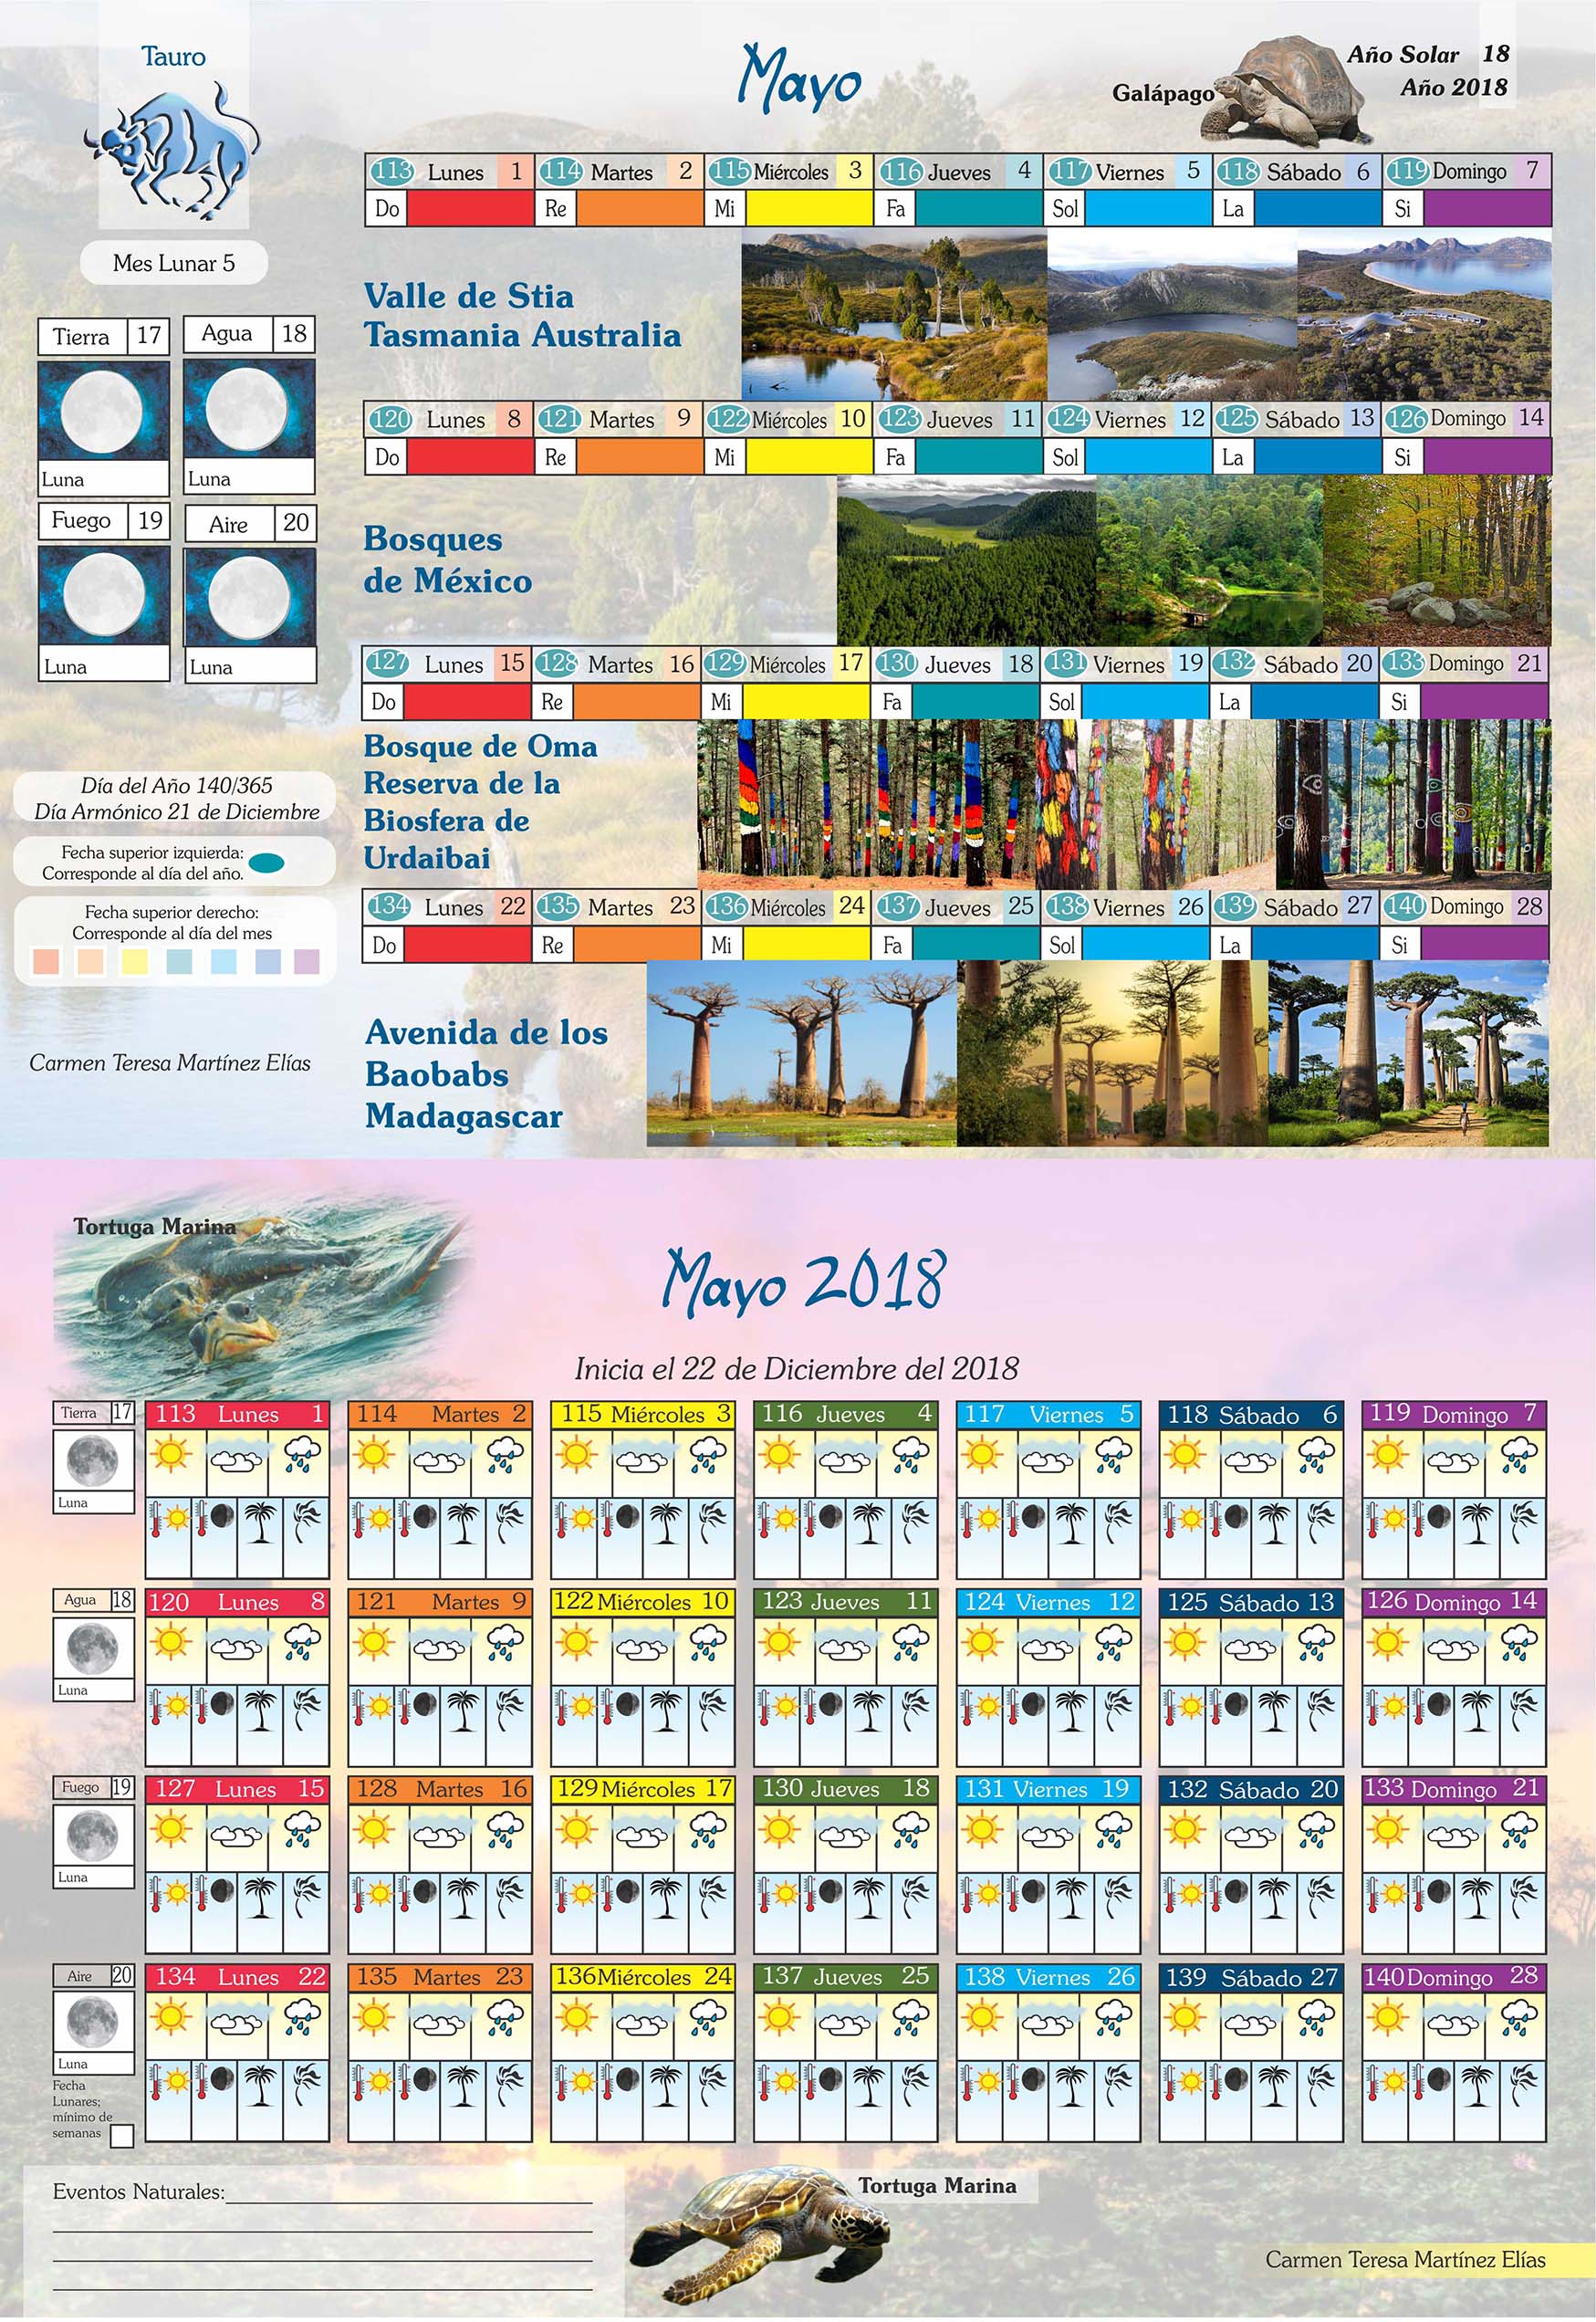 Tauro
Mayo
Galápago
Año Solar 18
Año 2018
Mes Lunar 5
Tierra 17
Agua 18
Luna
Luna
Fuego 19
Aire 20
Luna
Luna
Día del Año 140/365
Día Armónico 21 de Diciembre
Fecha superior izquierda:
Corresponde al día del año.
Fecha superior derecho:
Corresponde al día del mes
Carmen Teresa Martínez Elías
113 Lunes 1 114 Martes 2 115 Miércoles 3 116 Jueves 4 117 Viernes 5 118 Sábado 6 119 Domingo 7
Do Re Mi Fa Sol La Si
Valle de Stia
Tasmania Australia
120 Lunes 8 121 Martes 9 122 Miércoles 10 123 Jueves 11 124 Viernes 12 125 Sábado 13 126 Domingo 14
Do Re Mi Fa Sol La Si
Bosques
de México
127 Lunes 15 128 Martes 16 129 Miércoles 17 130 Jueves 18 131 Viernes 19 132 Sábado 20 133 Domingo 21
Do Re Mi Fa Sol La Si
Bosque de Oma
Reserva de la
Biosfera de
Urdaibai
134 Lunes 22 135 Martes 23 136 Miércoles 24 137 Jueves 25 138 Viernes 26 139 Sábado 27 140 Domingo 28
Do Re Mi Fa Sol La Si
Avenida de los
Baobabs
Madagascar
Tortuga Marina
Mayo 2018
Inicia el 22 de Diciembre del 2018
Tierra 17
Luna
113 Lunes 1 114 Martes 2 115 Miércoles 3 116 Jueves 4 117 Viernes 5 118 Sábado 6 119 Domingo 7
Agua 18
Luna
120 Lunes 8 121 Martes 9 122 Miércoles 10 123 Jueves 11 124 Viernes 12 125 Sábado 13 126 Domingo 14
Fuego 19
Luna
127 Lunes 15 128 Martes 16 129 Miércoles 17 130 Jueves 18 131 Viernes 19 132 Sábado 20 133 Domingo 21
Aire 20
Luna
134 Lunes 22 135 Martes 23 136 Miércoles 24 137 Jueves 25 138 Viernes 26 139 Sábado 27 140 Domingo 28
Fecha
Lunares;
mínimo de
semanas
Eventos Naturales:
Tortuga Marina
Carmen Teresa Martínez Elías